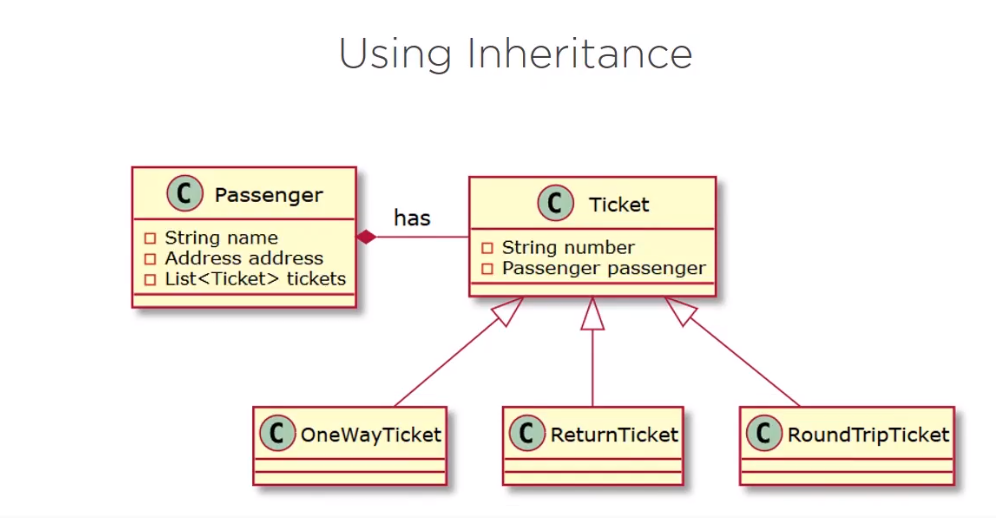 Using Inheritance
C Passenger
String name
Address address
List<Ticket> tickets
has
C Ticket
String number
Passenger passenger
C OneWayTicket
C ReturnTicket
C RoundTripTicket